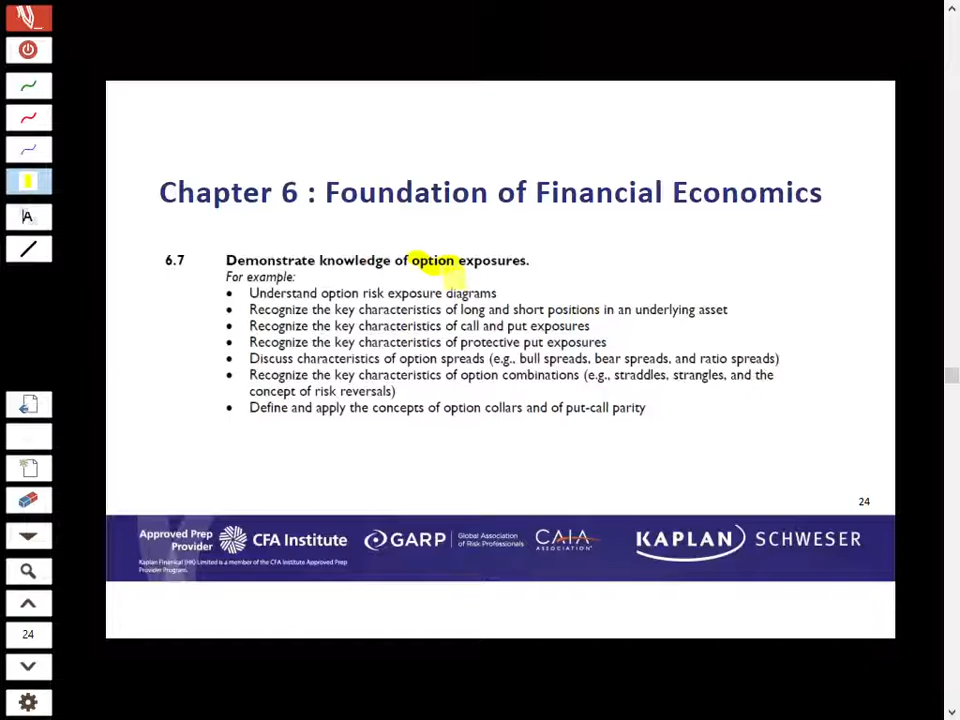 Chapter 6 : Foundation of Financial Economics
6.7 Demonstrate knowledge of option exposures.
For example:
• Understand option risk exposure diagrams
• Recognize the key characteristics of long and short positions in an underlying asset
• Recognize the key characteristics of call and put exposures
• Recognize the key characteristics of protective put exposures
• Discuss characteristics of option spreads (e.g., bull spreads, bear spreads, and ratio spreads)
• Recognize the key characteristics of option combinations (e.g., straddles, strangles, and the
concept of risk reversals)
• Define and apply the concepts of option collars and of put-call parity
24
Approved Prep
Provider
CFA Institute
Kaplan Financial (HK) Limited is a member of the CFA Institute Approved Prep
Provider Program.
GARP
Global Association
of Risk Professionals
CAIA
ASSOCIATION
KAPLAN SCHWESER
A
24